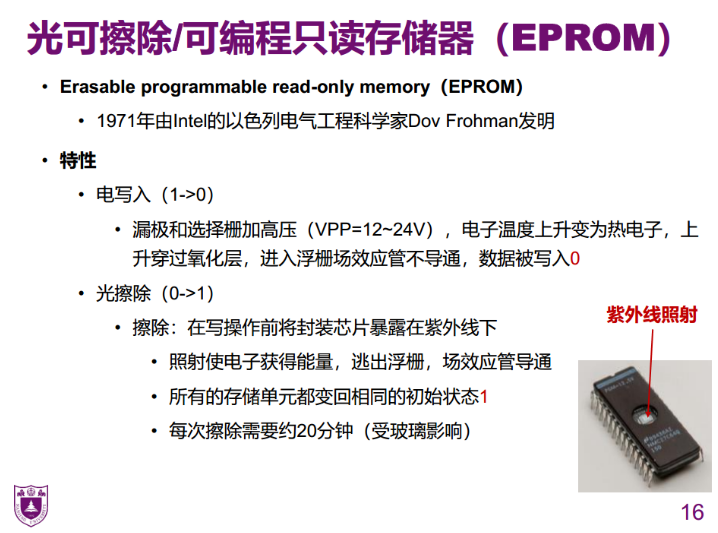 光可擦除/可编程只读存储器（EPROM）
• Erasable programmable read-only memory（EPROM）
• 1971年由Intel的以色列电气工程科学家Dov Frohman发明
• 特性
• 电写入（1->0）
• 漏极和选择栅加高压（VPP=12~24V），电子温度上升变为热电子，上
升穿过氧化层，进入浮栅场效应管不导通，数据被写入0
• 光擦除（0->1）
• 擦除：在写操作前将封装芯片暴露在紫外线下
• 照射使电子获得能量，逃出浮栅，场效应管导通
• 所有的存储单元都变回相同的初始状态1
• 每次擦除需要约20分钟（受玻璃影响）
紫外线照射
16